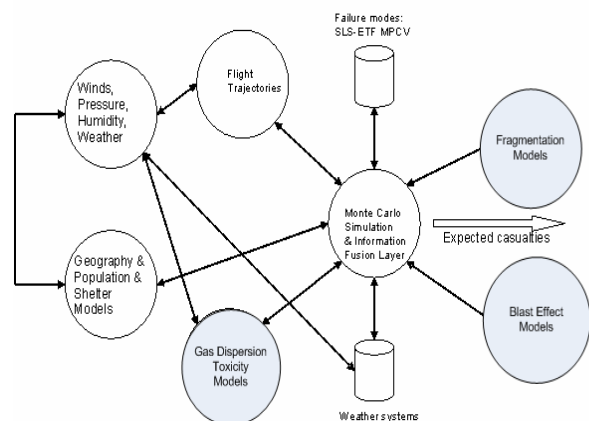 Failure modes:
SLS-ETF MPCV
Winds,
Pressure,
Humidity,
Weather
Flight
Trajectories
Fragmentation
Models
Monte Carlo
Simulation
& Information
Fusion Layer
Expected casualties
Geography &
Population &
Shelter
Models
Gas Dispersion
Toxicity
Models
Blast Effect
Models
Weather systems